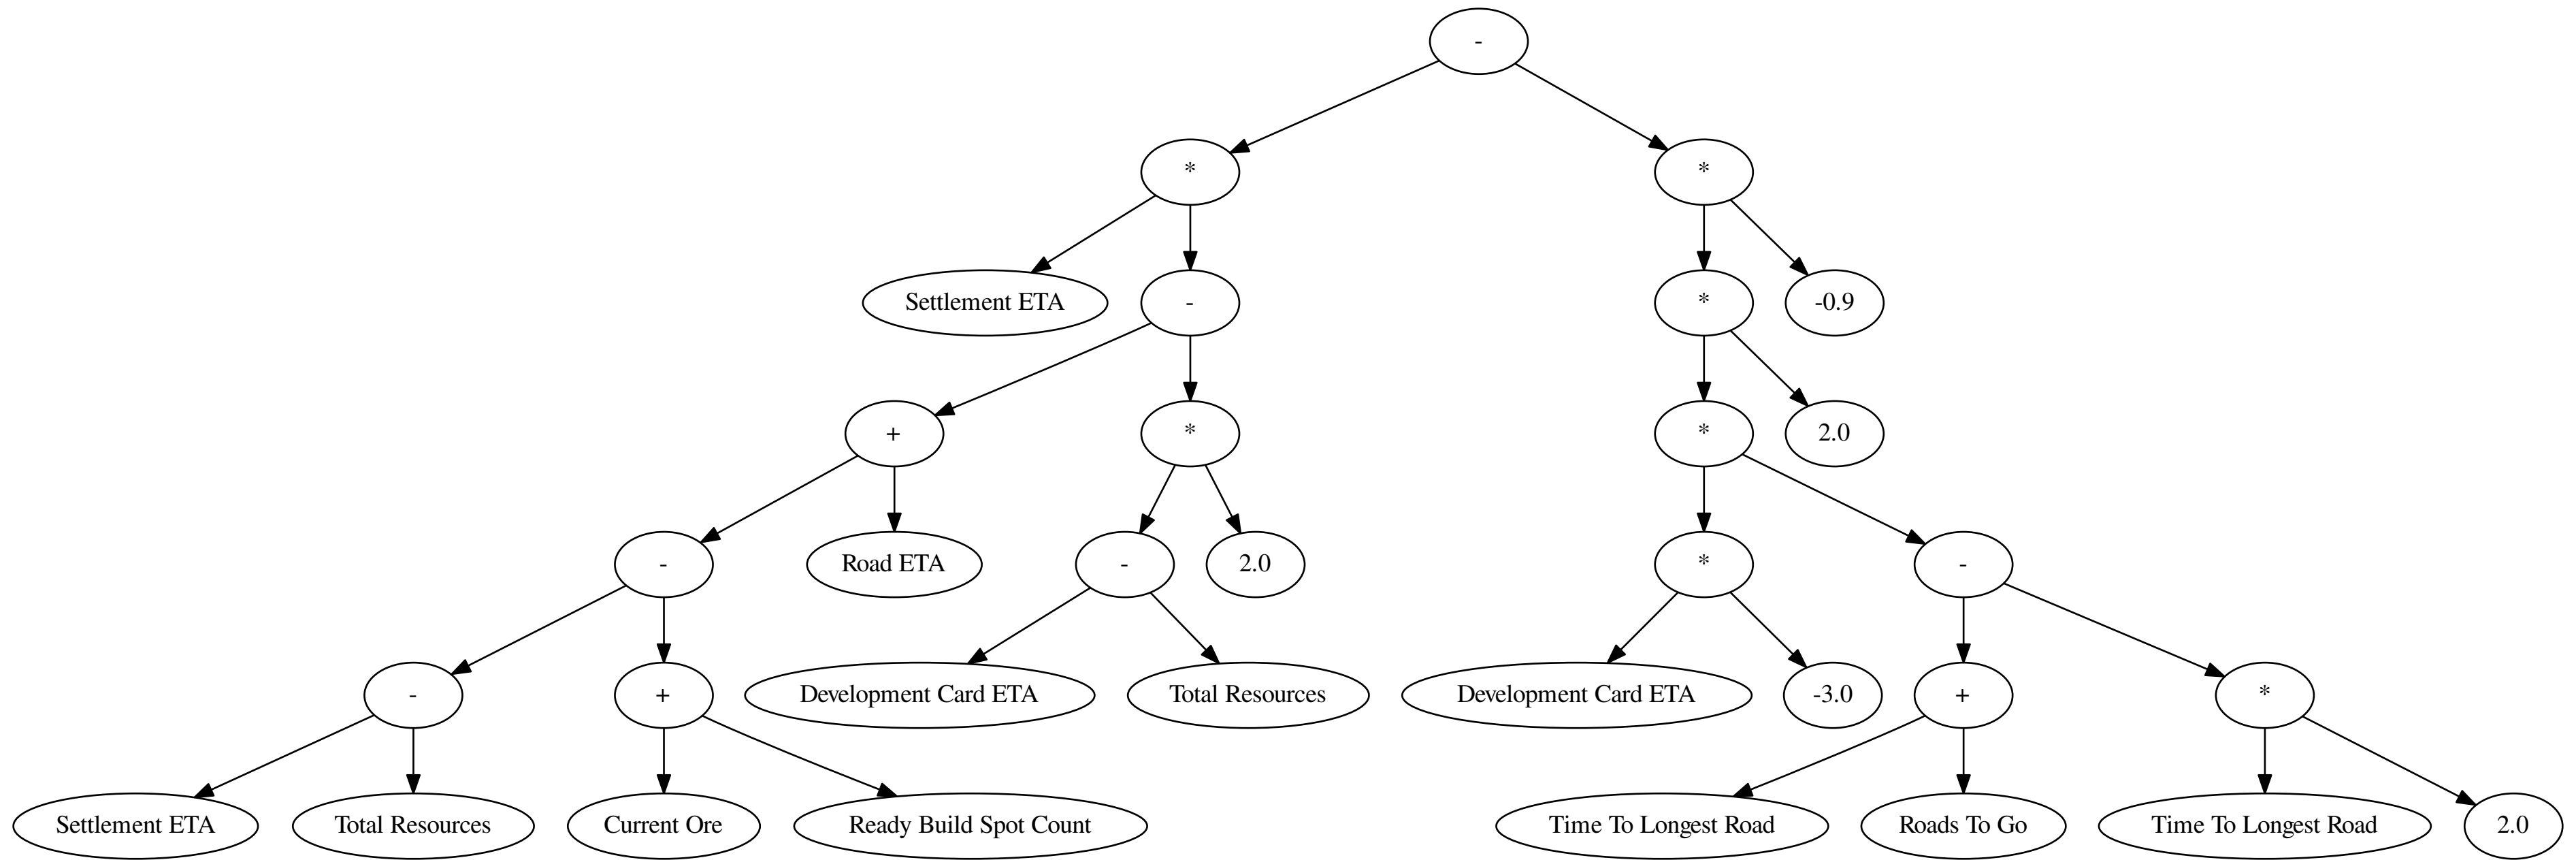 -
*
*
Settlement ETA
-
*
-0.9
+
*
*
2.0
-
Road ETA
-
2.0
*
-
-
+
Development Card ETA
Total Resources
Development Card ETA
-3.0
+
*
Settlement ETA
Total Resources
Current Ore
Ready Build Spot Count
Time To Longest Road
Roads To Go
Time To Longest Road
2.0